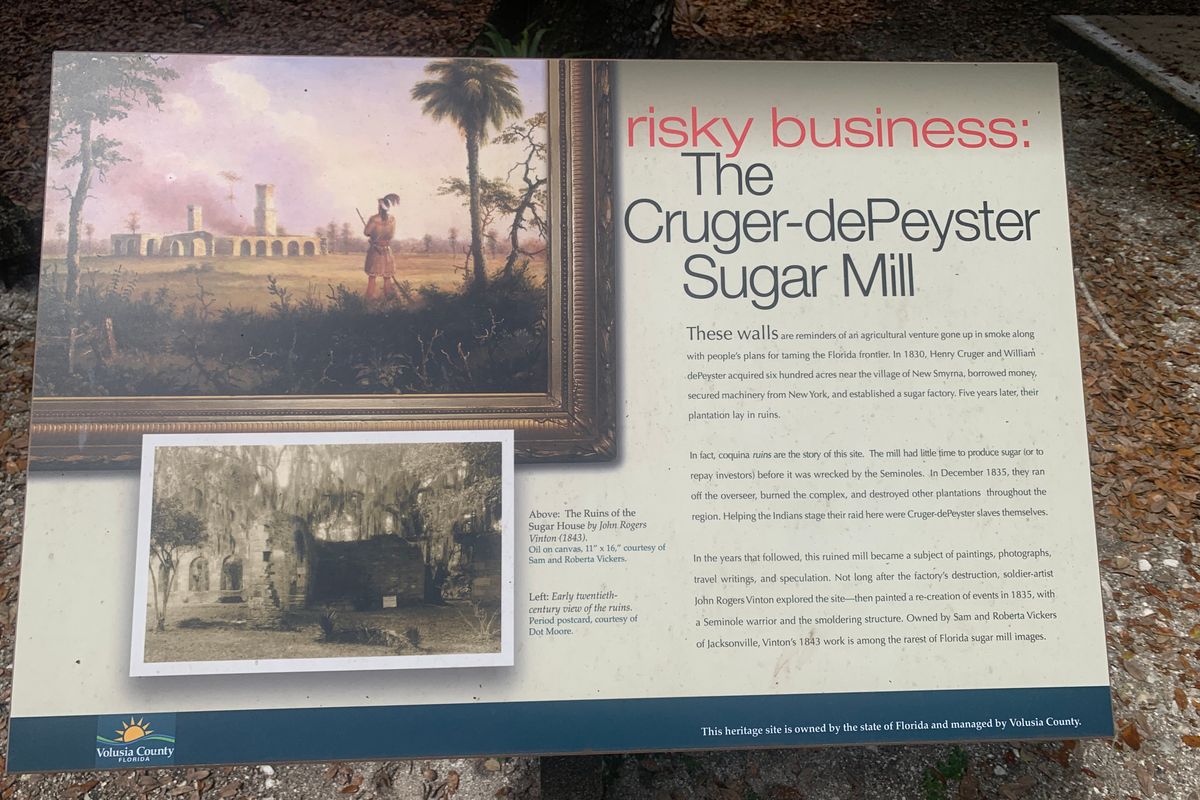 risky business:
The
Cruger-dePeyster
Sugar Mill
These walls are reminders of an agricultural venture gone up in smoke along
with people's plans for taming the Florida frontier. In 1830, Henry Cruger and William
dePeyster acquired six hundred acres near the village of New Smyrna, borrowed money,
secured machinery from New York, and established a sugar factory. Five years later, their
plantation lay in ruins.
In fact, coquina ruins are the story of this site. The mill had little time to produce sugar (or to
repay investors) before it was wrecked by the Seminoles. In December 1835, they ran
off the overseer, burned the complex, and destroyed other plantations throughout the
region. Helping the Indians stage their raid here were Cruger-dePeyster slaves themselves.
In the years that followed, this ruined mill became a subject of paintings, photographs,
travel writings, and speculation. Not long after the factory's destruction, soldier-artist
John Rogers Vinton explored the site—then painted a re-creation of events in 1835, with
a Seminole warrior and the smoldering structure. Owned by Sam and Roberta Vickers
of Jacksonville, Vinton's 1843 work is among the rarest of Florida sugar mill images.
Above: The Ruins of the
Sugar House by John Rogers
Vinton (1843).
Oil on canvas, 11" x 16," courtesy of
Sam and Roberta Vickers.
Left: Early twentieth-
century view of the ruins.
Period postcard, courtesy of
Dot Moore.
Volusia County
FLORIDA
This heritage site is owned by the state of Florida and managed by Volusia County.